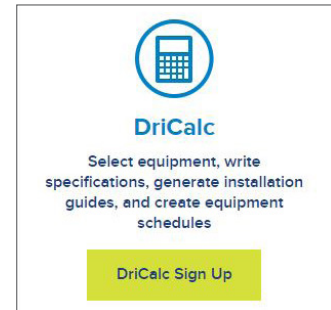 DriCalc
Select equipment, write
specifications, generate installation
guides, and create equipment
schedules
DriCalc Sign Up